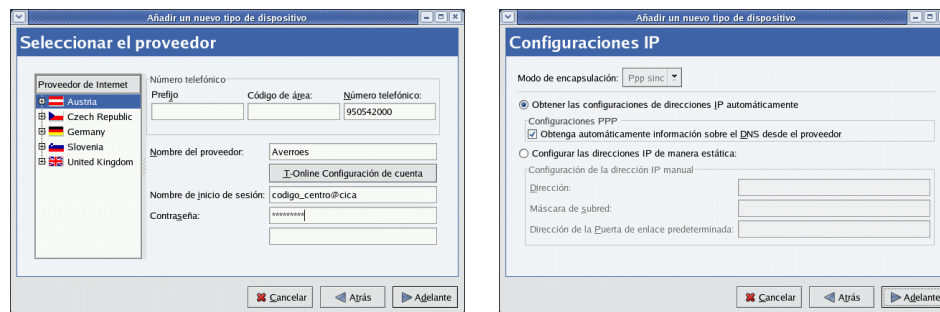 Añadir un nuevo tipo de dispositivo
Seleccionar el proveedor
Proveedor de Internet
Austria
Czech Republic
Germany
Slovenia
United Kingdom
Número telefónico
Prefijo Código de área: Número telefónico:
950542000
Nombre del proveedor: Averroes
T-Online Configuración de cuenta
Nombre de inicio de sesión: codigo_centro@cica
Contraseña: *********
Cancelar Atrás Adelante
Añadir un nuevo tipo de dispositivo
Configuraciones IP
Modo de encapsulación: Ppp sinc
Obtener las configuraciones de direcciones IP automáticamente
Configuraciones PPP
Obtenga automáticamente información sobre el DNS desde el proveedor
Configurar las direcciones IP de manera estática:
Configuración de la dirección IP manual
Dirección:
Máscara de subred:
Dirección de la Puerta de enlace predeterminada:
Cancelar Atrás Adelante